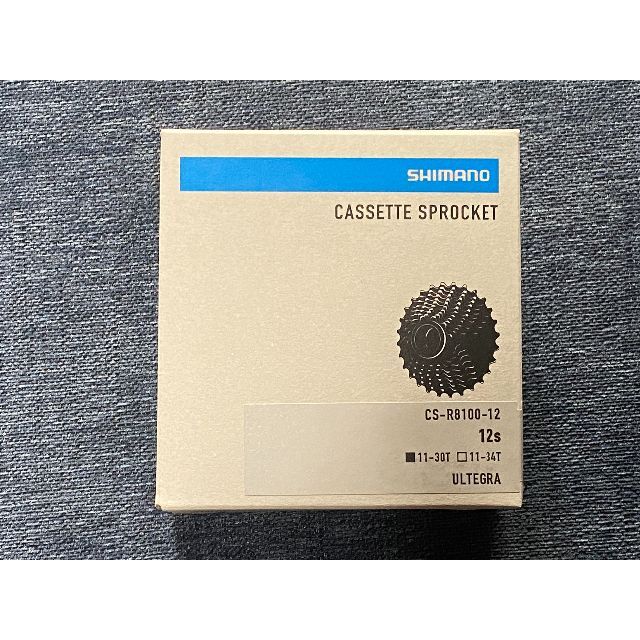 SHIMANO
CASSETTE SPROCKET
CS-R8100-12
12s
■11-30T □11-34T
ULTEGRA